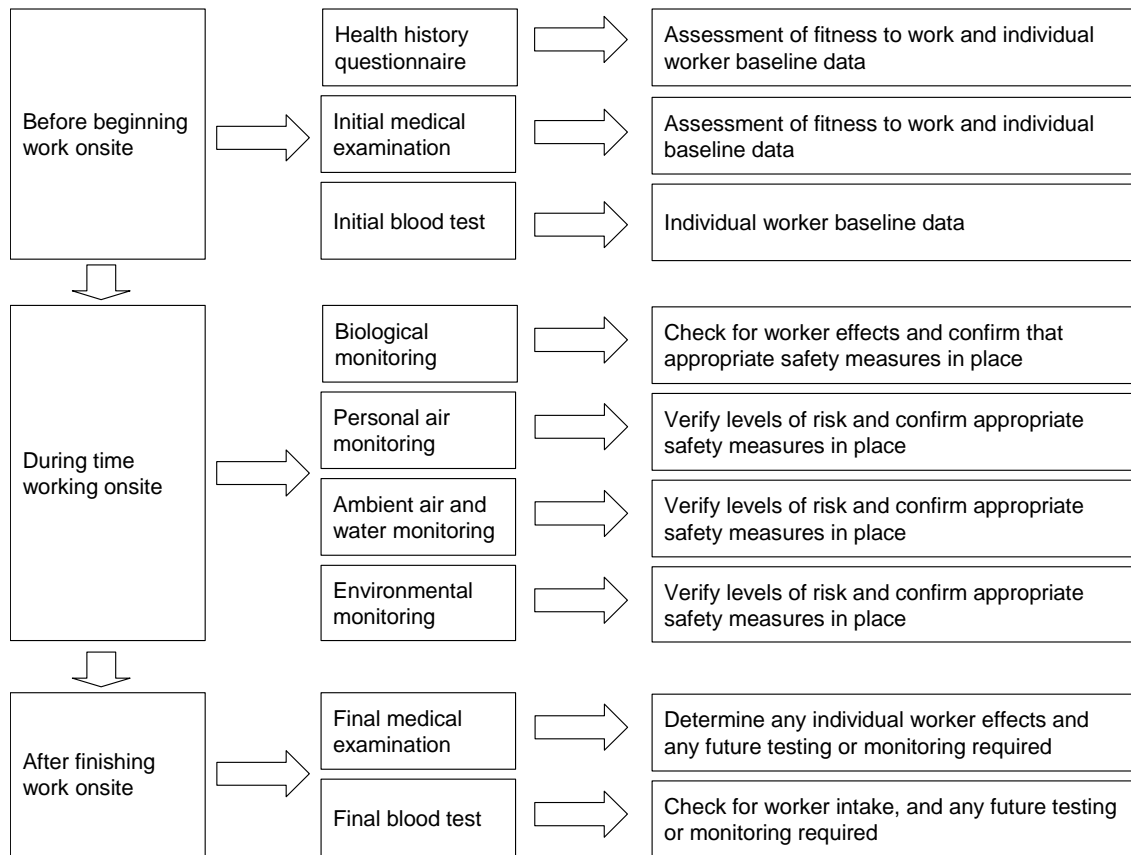 Before beginning
work onsite
Health history
questionnaire
Assessment of fitness to work and individual
worker baseline data
Initial medical
examination
Assessment of fitness to work and individual
baseline data
Initial blood test
Individual worker baseline data
During time
working onsite
Biological
monitoring
Check for worker effects and confirm that
appropriate safety measures in place
Personal air
monitoring
Verify levels of risk and confirm appropriate
safety measures in place
Ambient air and
water monitoring
Verify levels of risk and confirm appropriate
safety measures in place
Environmental
monitoring
Verify levels of risk and confirm appropriate
safety measures in place
After finishing
work onsite
Final medical
examination
Determine any individual worker effects and
any future testing or monitoring required
Final blood test
Check for worker intake, and any future testing
or monitoring required